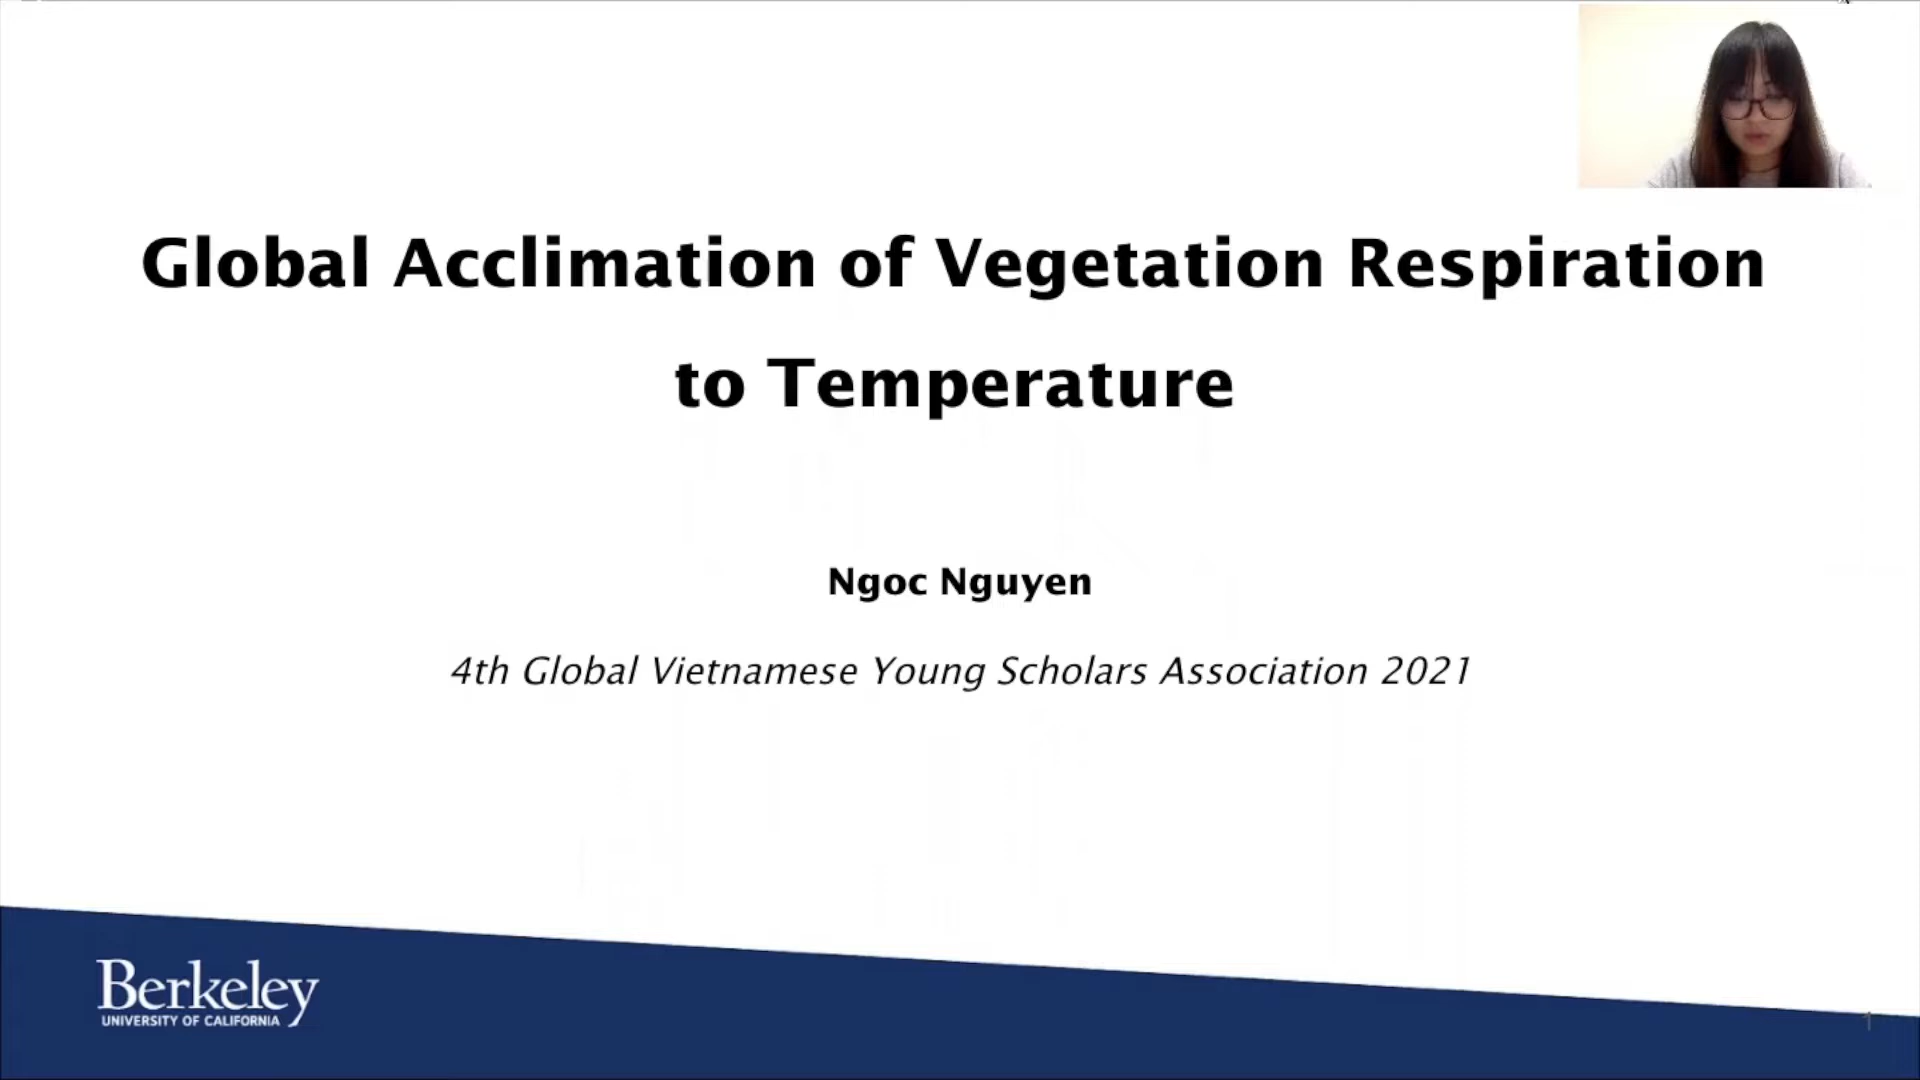 Global Acclimation of Vegetation Respiration
to Temperature
Ngoc Nguyen
4th Global Vietnamese Young Scholars Association 2021
Berkeley
UNIVERSITY OF CALIFORNIA
1